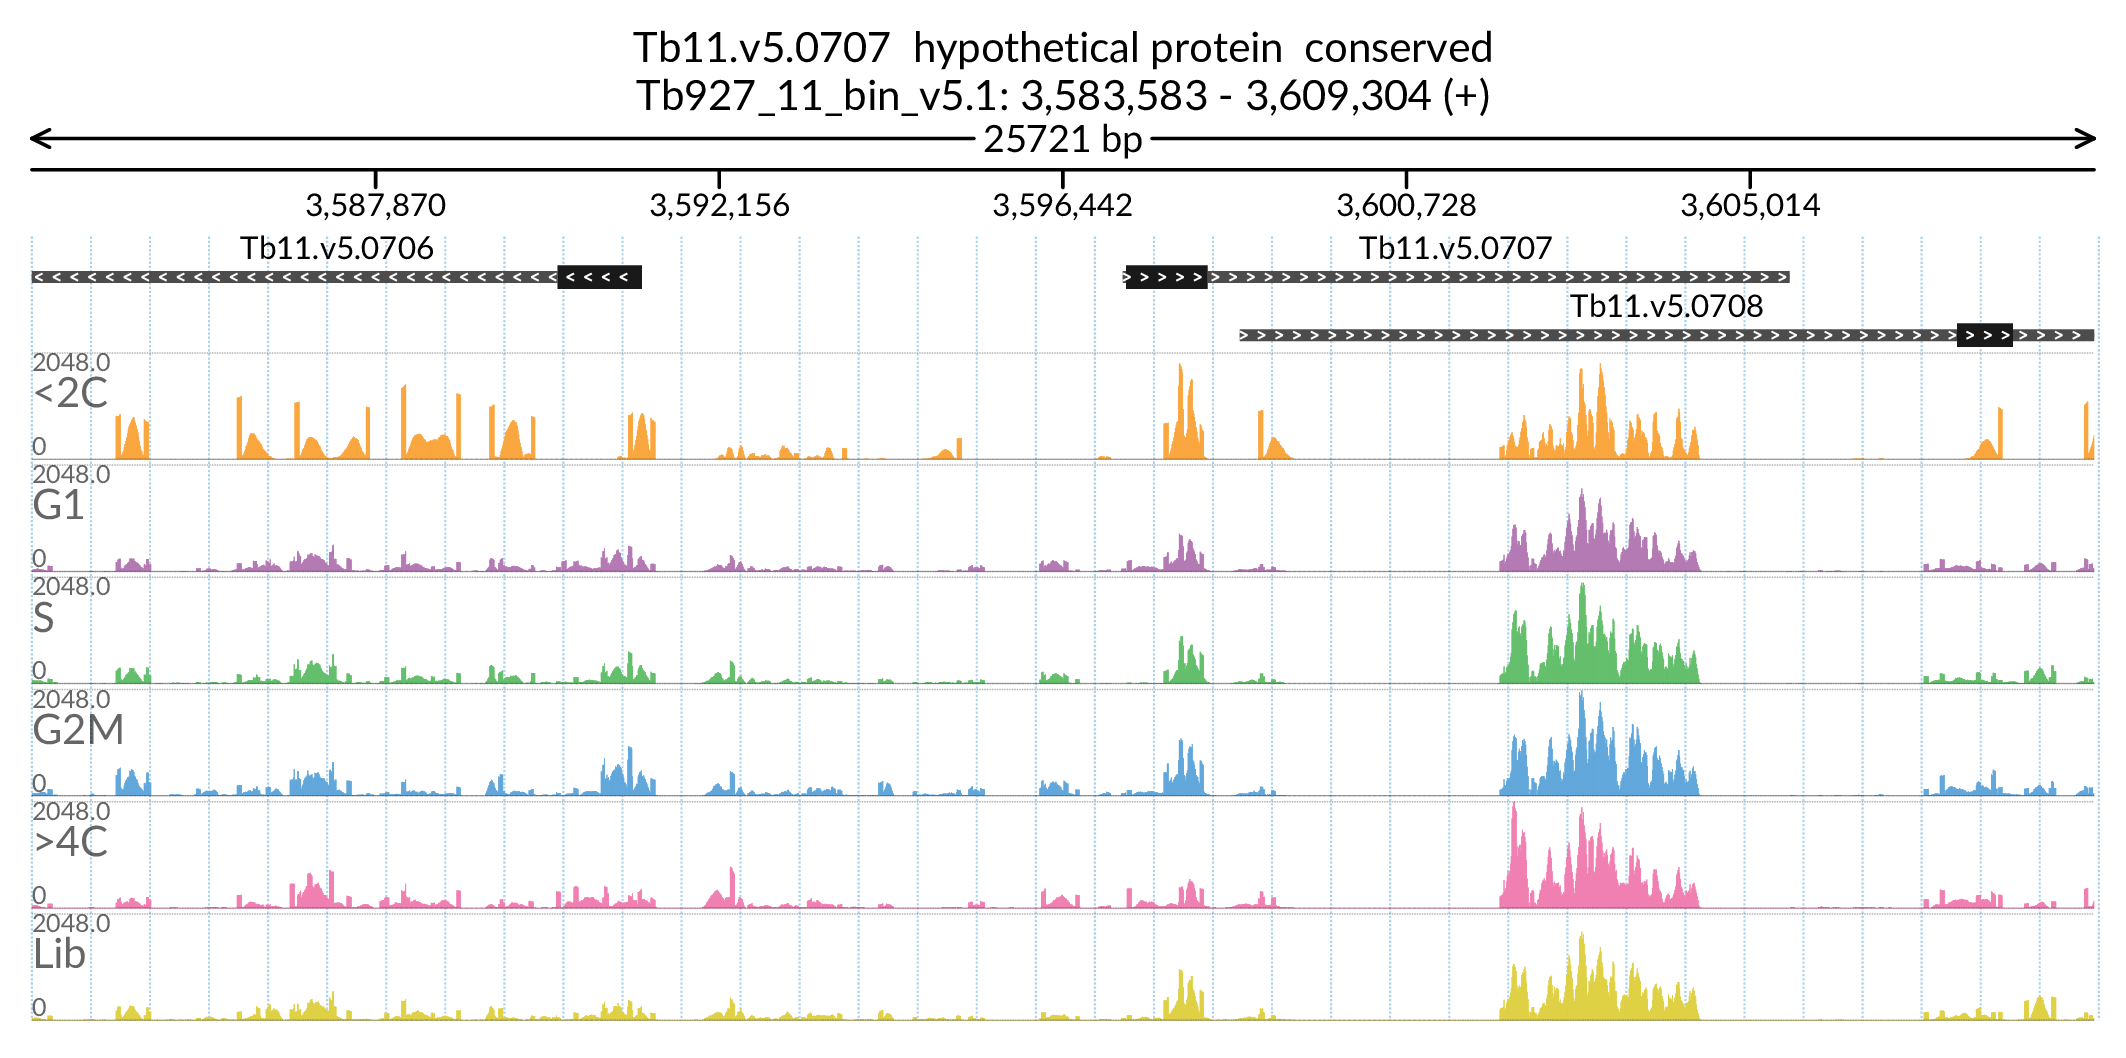 Tb11.v5.0707  hypothetical protein  conserved
Tb927_11_bin_v5.1: 3,583,583 - 3,609,304 (+)
25721 bp
3,587,870 3,592,156 3,596,442 3,600,728 3,605,014
Tb11.v5.0706 Tb11.v5.0707
Tb11.v5.0708
2048.0
<2C
0
2048.0
G1
0
2048.0
S
0
2048.0
G2M
0
2048.0
>4C
0
2048.0
Lib
0